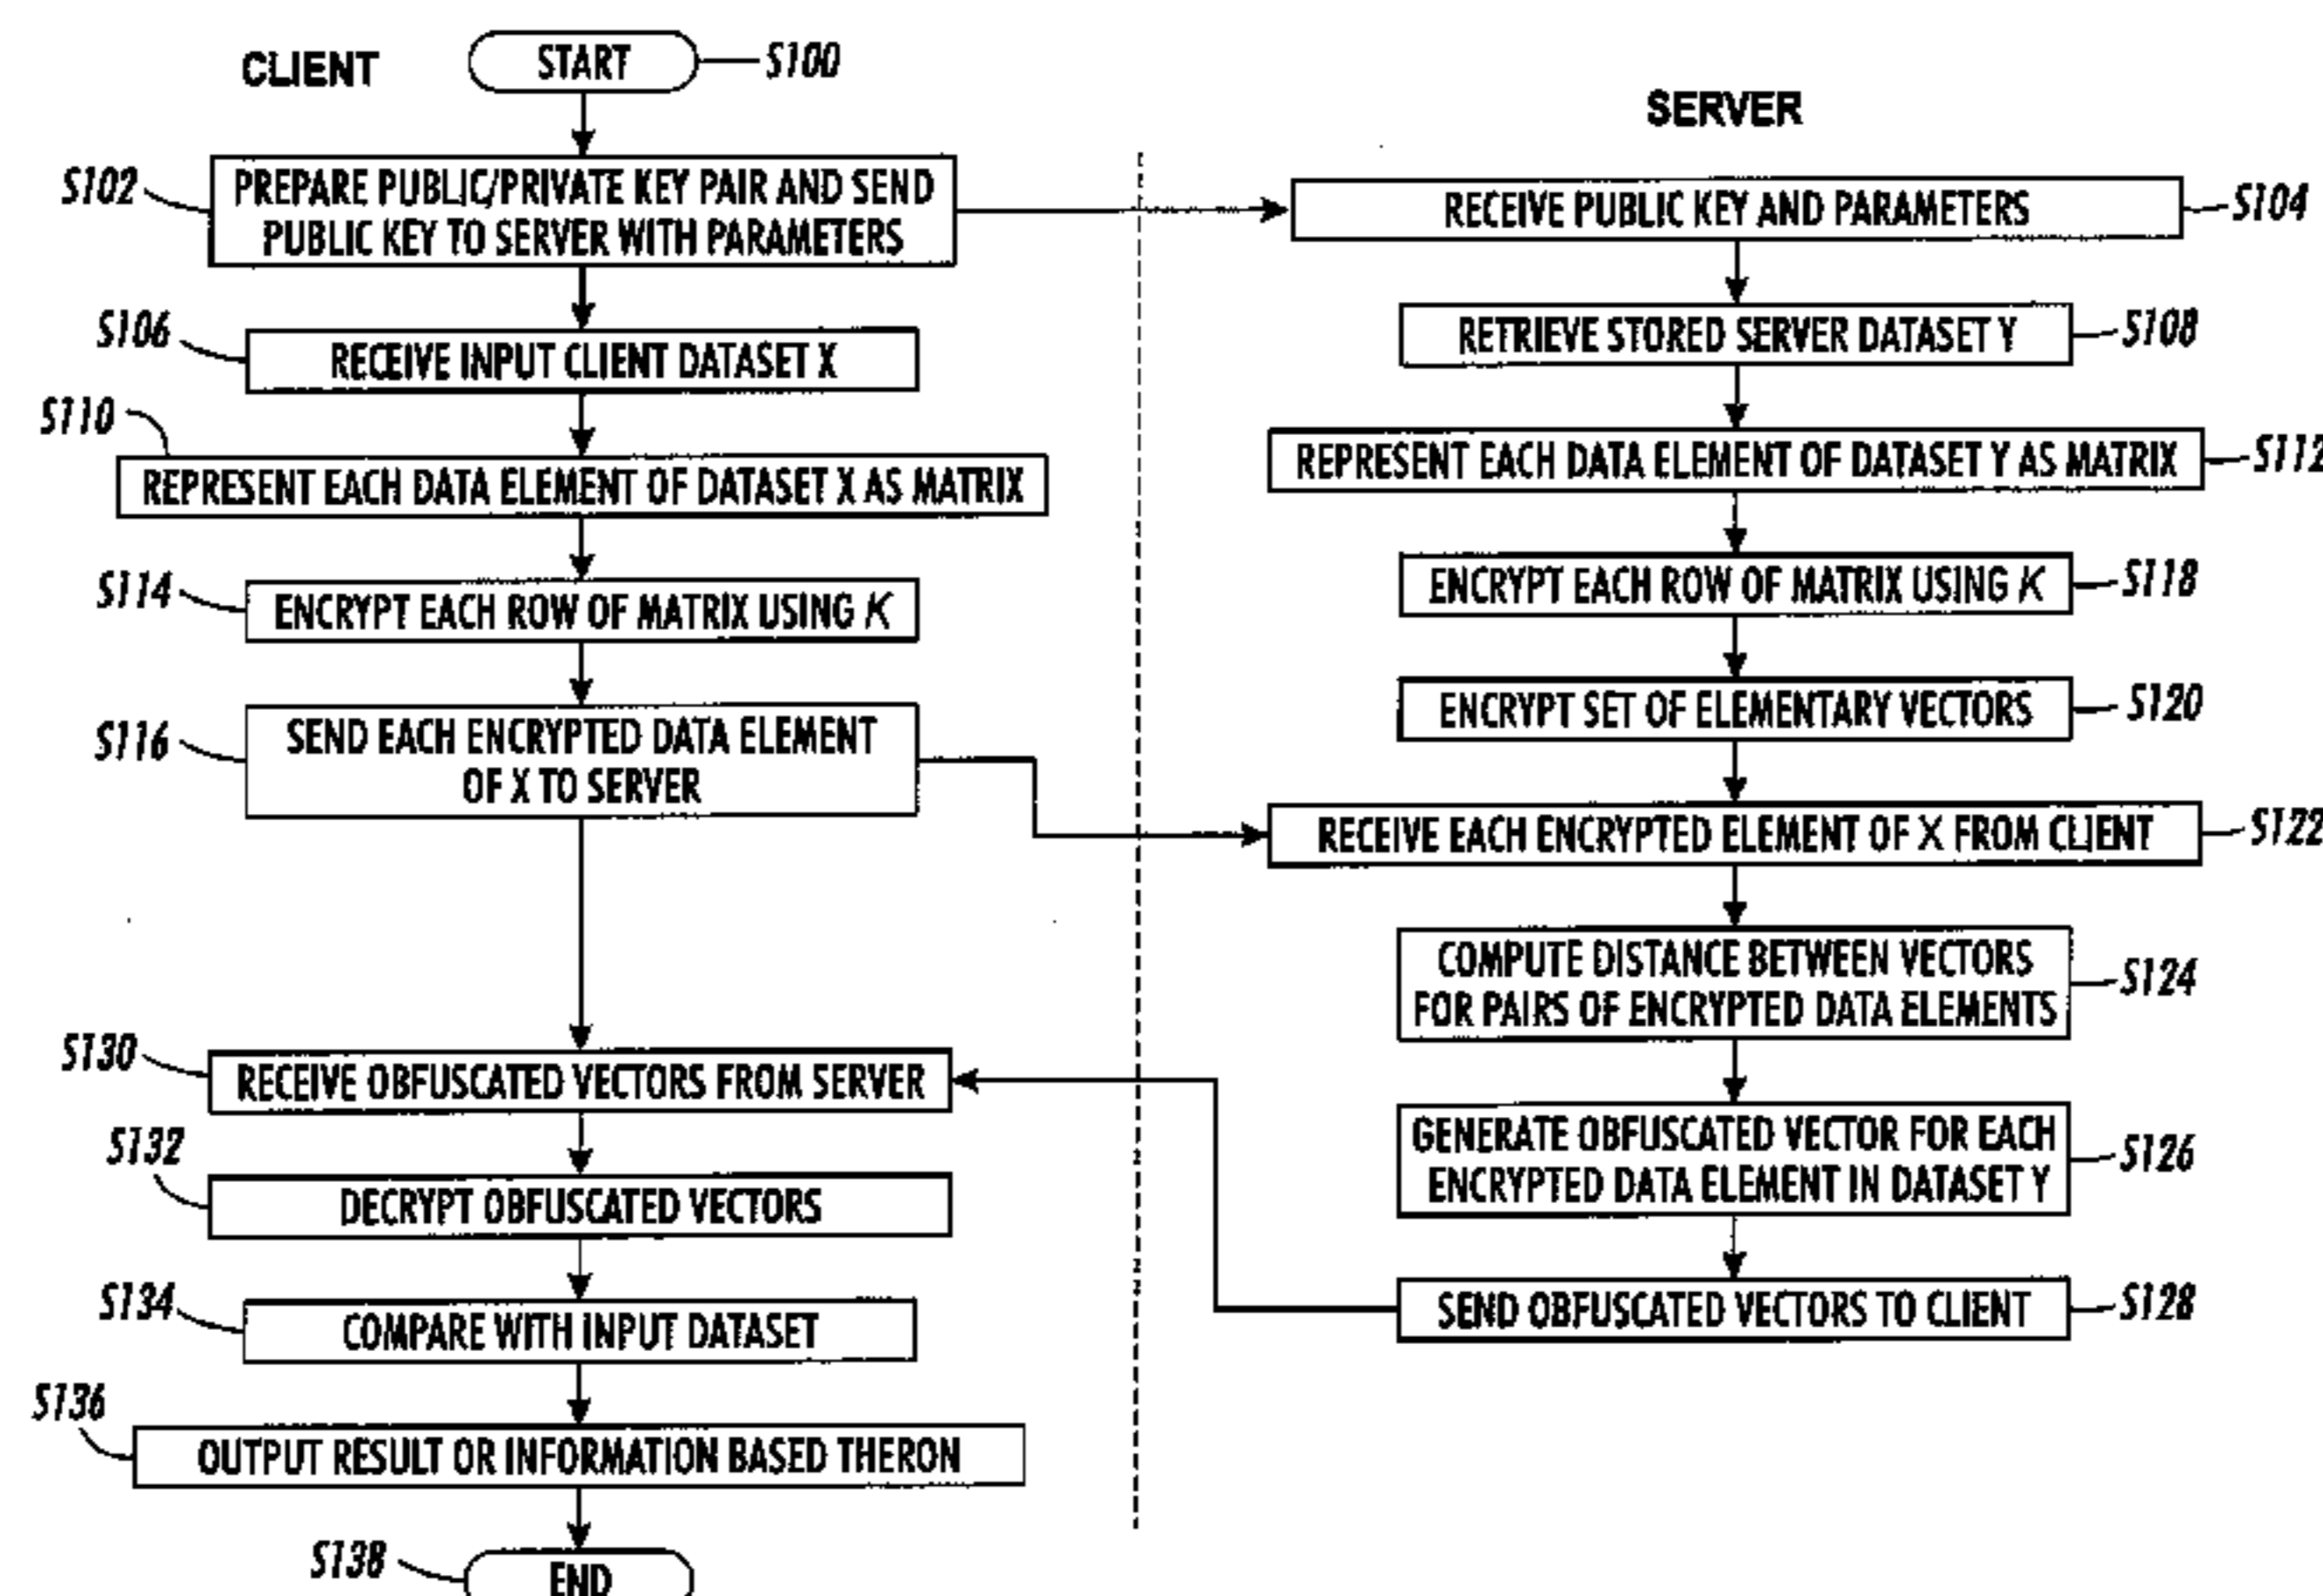 CLIENT
START
S100
S102
PREPARE PUBLIC/PRIVATE KEY PAIR AND SEND
PUBLIC KEY TO SERVER WITH PARAMETERS
S106
RECEIVE INPUT CLIENT DATASET X
S110
REPRESENT EACH DATA ELEMENT OF DATASET X AS MATRIX
S114
ENCRYPT EACH ROW OF MATRIX USING K
S116
SEND EACH ENCRYPTED DATA ELEMENT
OF X TO SERVER
S130
RECEIVE OBFUSCATED VECTORS FROM SERVER
S132
DECRYPT OBFUSCATED VECTORS
S134
COMPARE WITH INPUT DATASET
S136
OUTPUT RESULT OR INFORMATION BASED THERON
S138
END
SERVER
RECEIVE PUBLIC KEY AND PARAMETERS
S104
RETRIEVE STORED SERVER DATASET Y
S108
REPRESENT EACH DATA ELEMENT OF DATASET Y AS MATRIX
S112
ENCRYPT EACH ROW OF MATRIX USING K
S118
ENCRYPT SET OF ELEMENTARY VECTORS
S120
RECEIVE EACH ENCRYPTED ELEMENT OF X FROM CLIENT
S122
COMPUTE DISTANCE BETWEEN VECTORS
FOR PAIRS OF ENCRYPTED DATA ELEMENTS
S124
GENERATE OBFUSCATED VECTOR FOR EACH
ENCRYPTED DATA ELEMENT IN DATASET Y
S126
SEND OBFUSCATED VECTORS TO CLIENT
S128